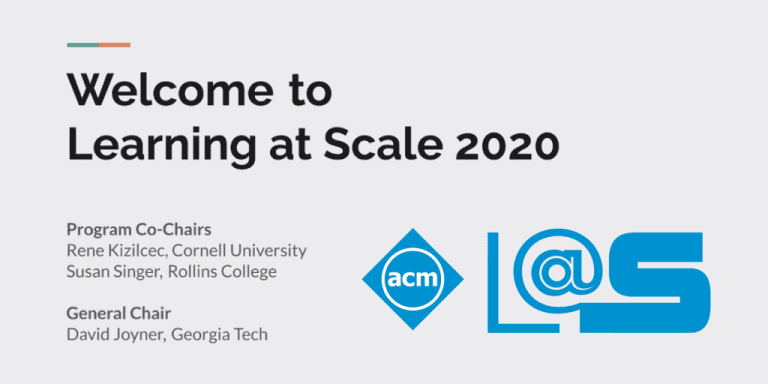 Welcome to
Learning at Scale 2020
Program Co-Chairs
Rene Kizilcec, Cornell University
Susan Singer, Rollins College
General Chair
David Joyner, Georgia Tech
acm
L@S